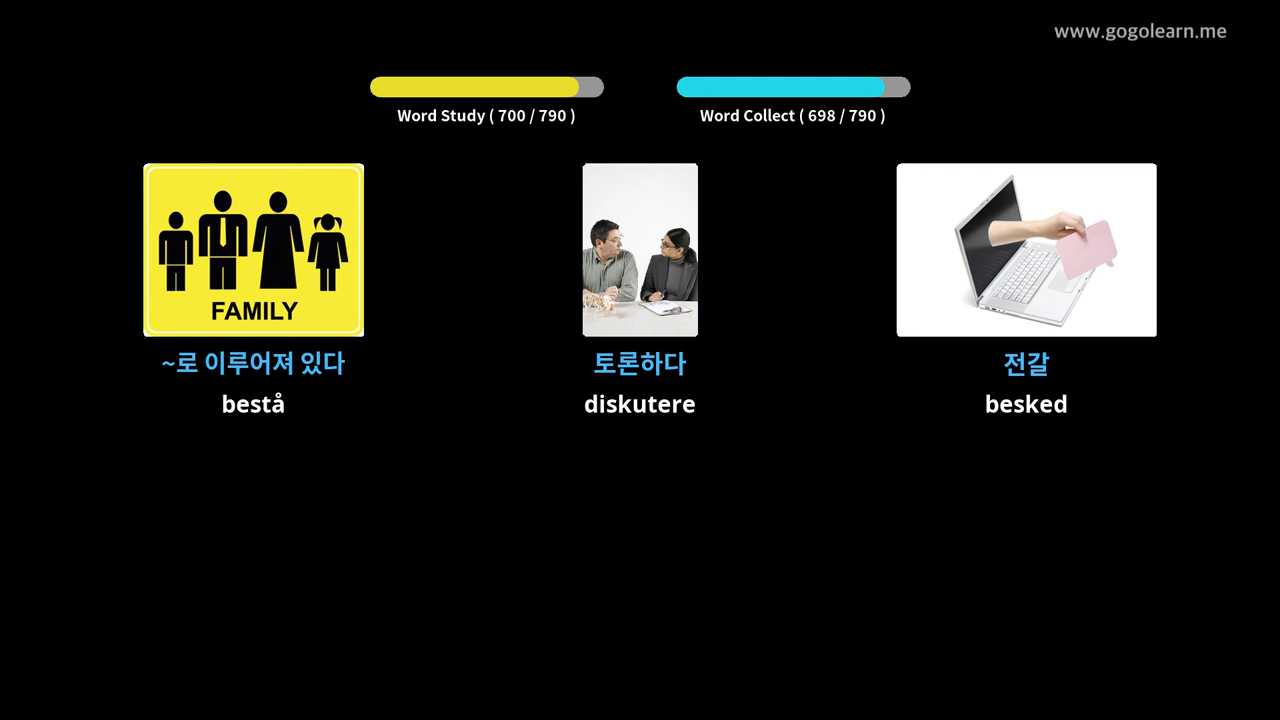 www.gogolearn.me
Word Study ( 700 / 790 )
Word Collect ( 698 / 790 )
FAMILY
~로 이루어져 있다
토론하다
전갈
bestå
diskutere
besked